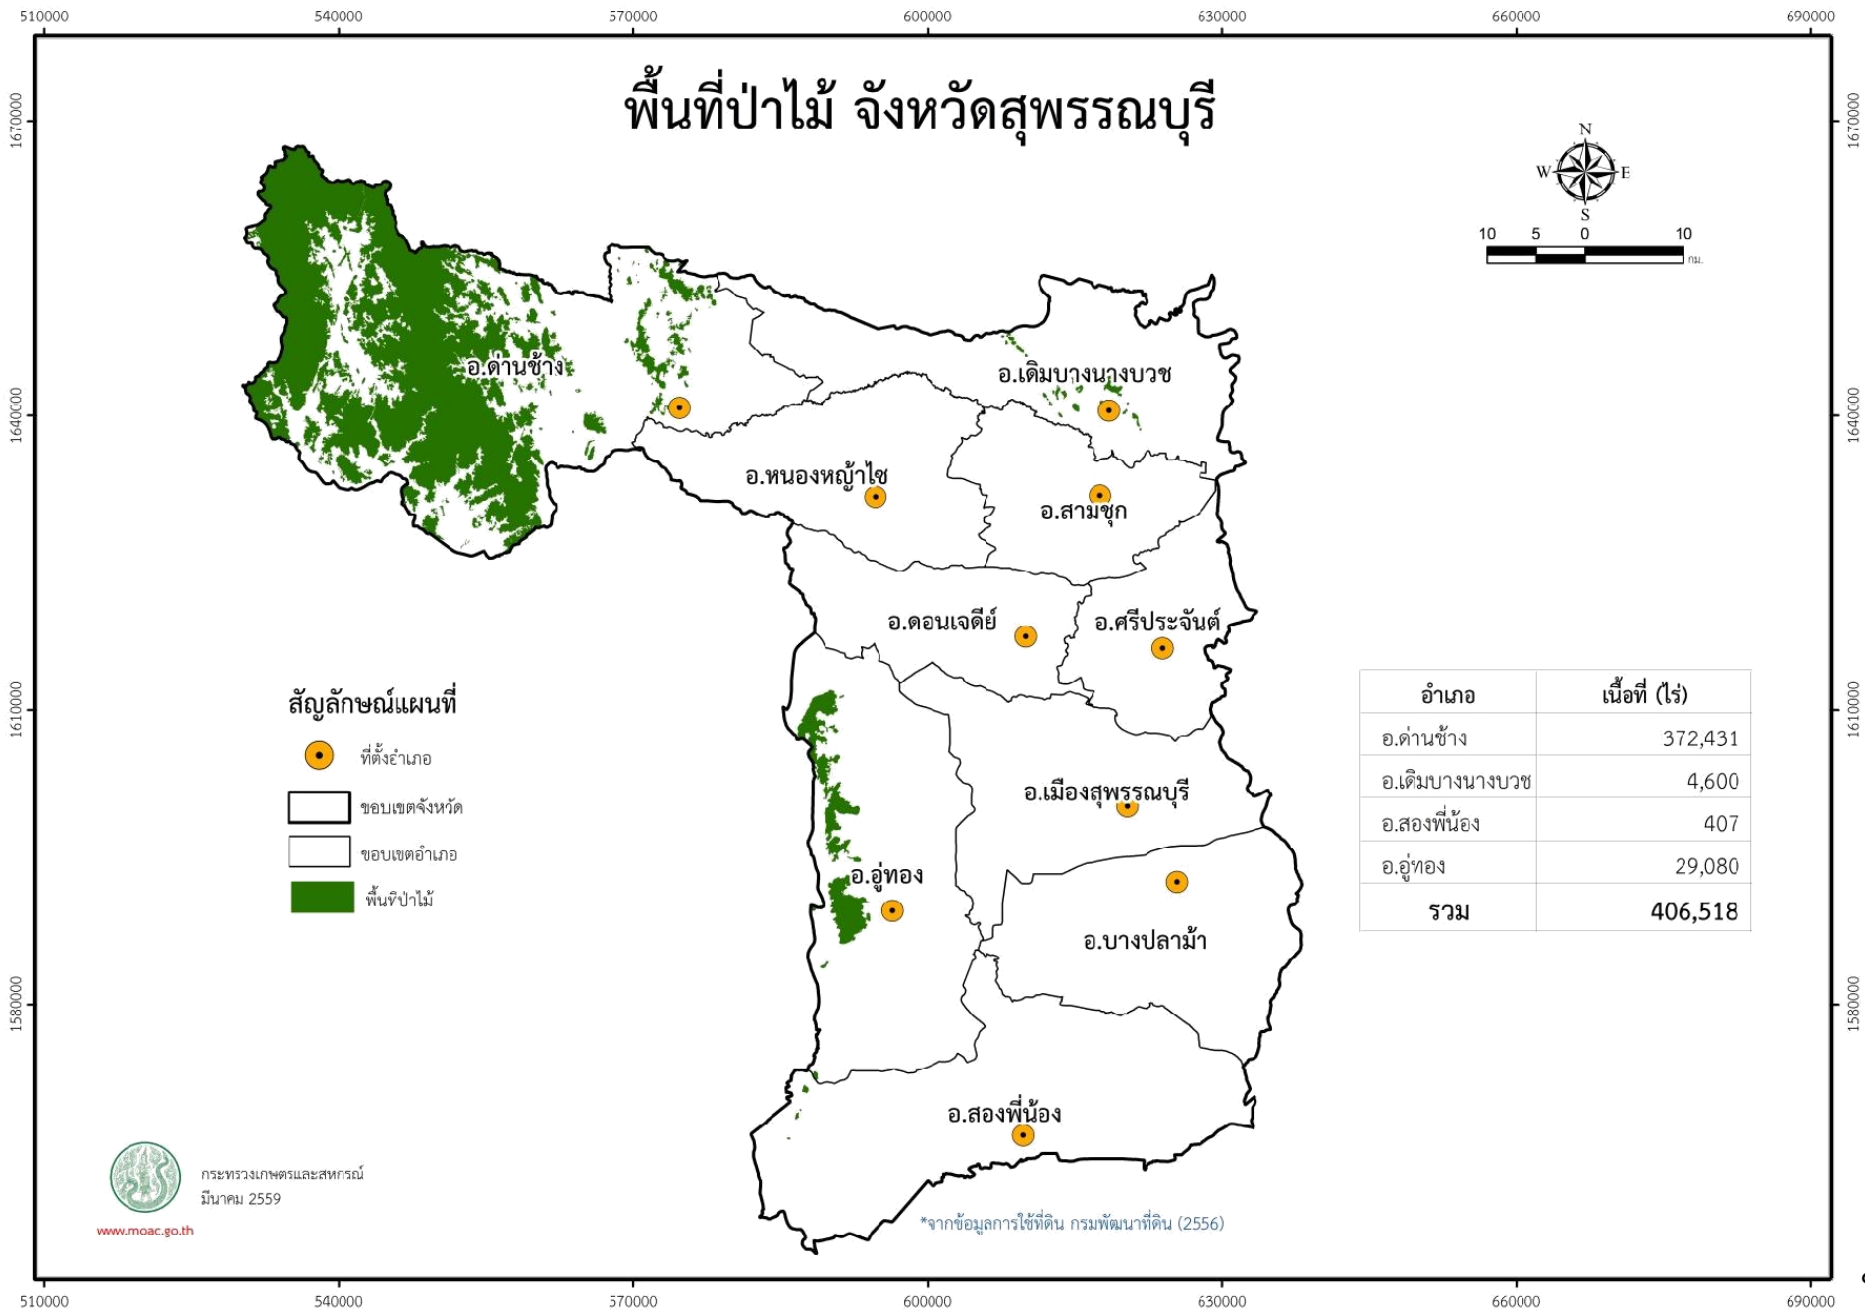 510000 540000 570000 600000 630000 660000 690000
พื้นที่ป่าไม้ จังหวัดสุพรรณบุรี
1670000 1670000
N
W E
S
10 5 0 10
กม.
อ.ด่านช้าง
อ.เดิมบางนางบวช
1640000 1640000
อ.หนองหญ้าไซ
อ.สามชุก
อ.ดอนเจดีย์
อ.ศรีประจันต์
1610000 1610000
อ.เมืองสุพรรณบุรี
อ.อู่ทอง
อ.บางปลาม้า
1580000 1580000
อ.สองพี่น้อง
สัญลักษณ์แผนที่
ที่ตั้งอำเภอ
ขอบเขตจังหวัด
ขอบเขตอำเภอ
พื้นที่ป่าไม้
อำเภอ เนื้อที่ (ไร่)
อ.ด่านช้าง 372,431
อ.เดิมบางนางบวช 4,600
อ.สองพี่น้อง 407
อ.อู่ทอง 29,080
รวม 406,518
กระทรวงเกษตรและสหกรณ์
มีนาคม 2559
www.moac.go.th
*จากข้อมูลการใช้ที่ดิน กรมพัฒนาที่ดิน (2556)
510000 540000 570000 600000 630000 660000 690000